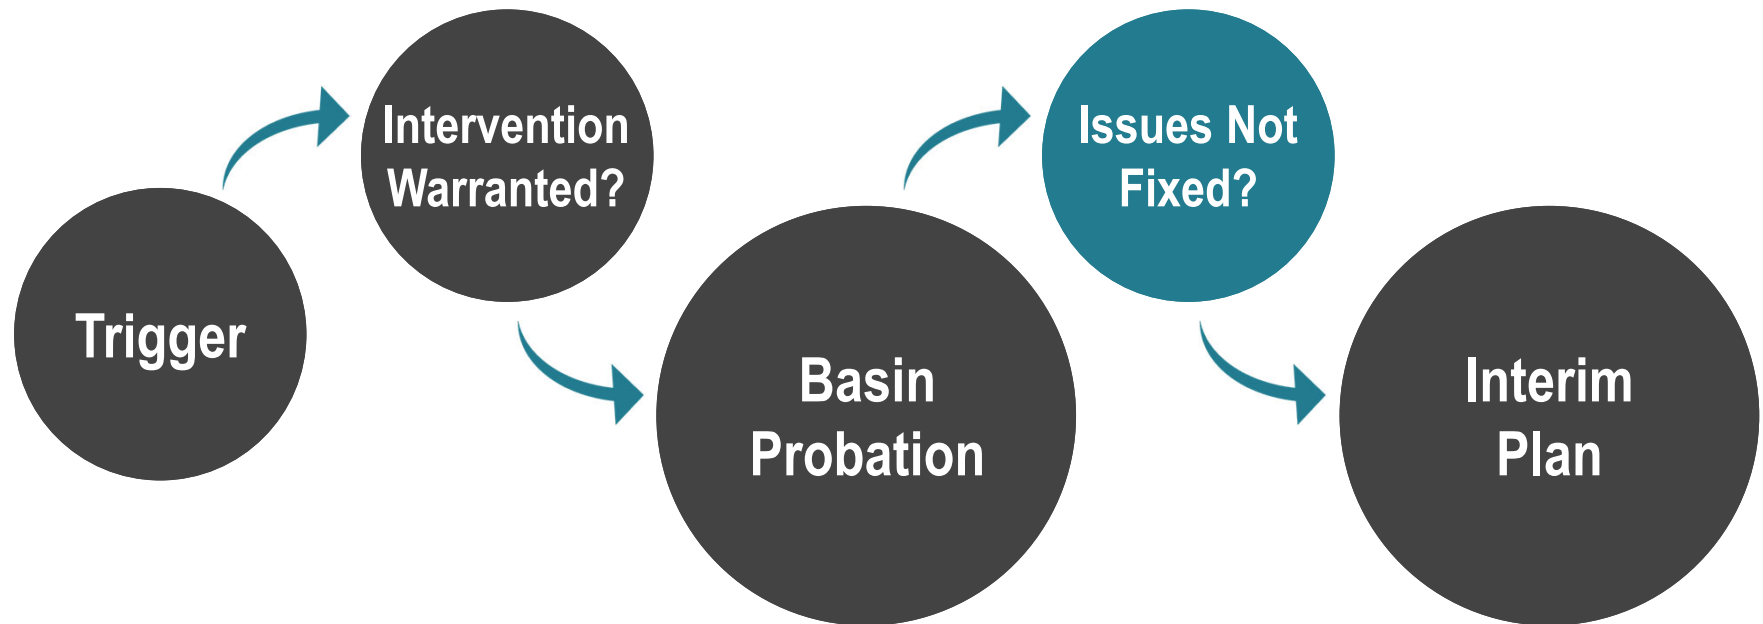 Trigger
Intervention
Warranted?
Basin
Probation
Issues Not
Fixed?
Interim
Plan